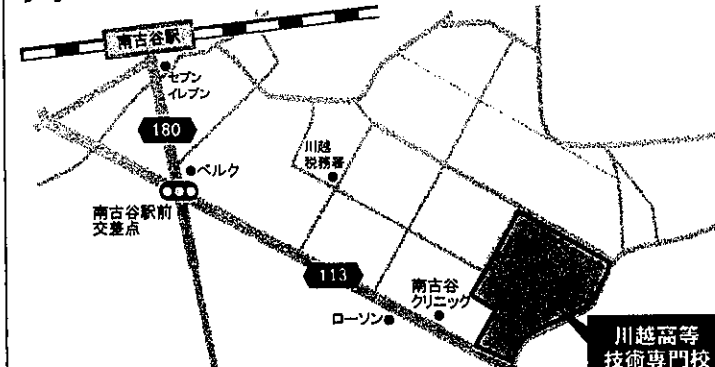 南古谷駅
セブン
イレブン
180
川越
税務署
ベルク
南古谷駅前
交差点
113
南古谷
クリニック
ローソン
川越高等
技術専門校